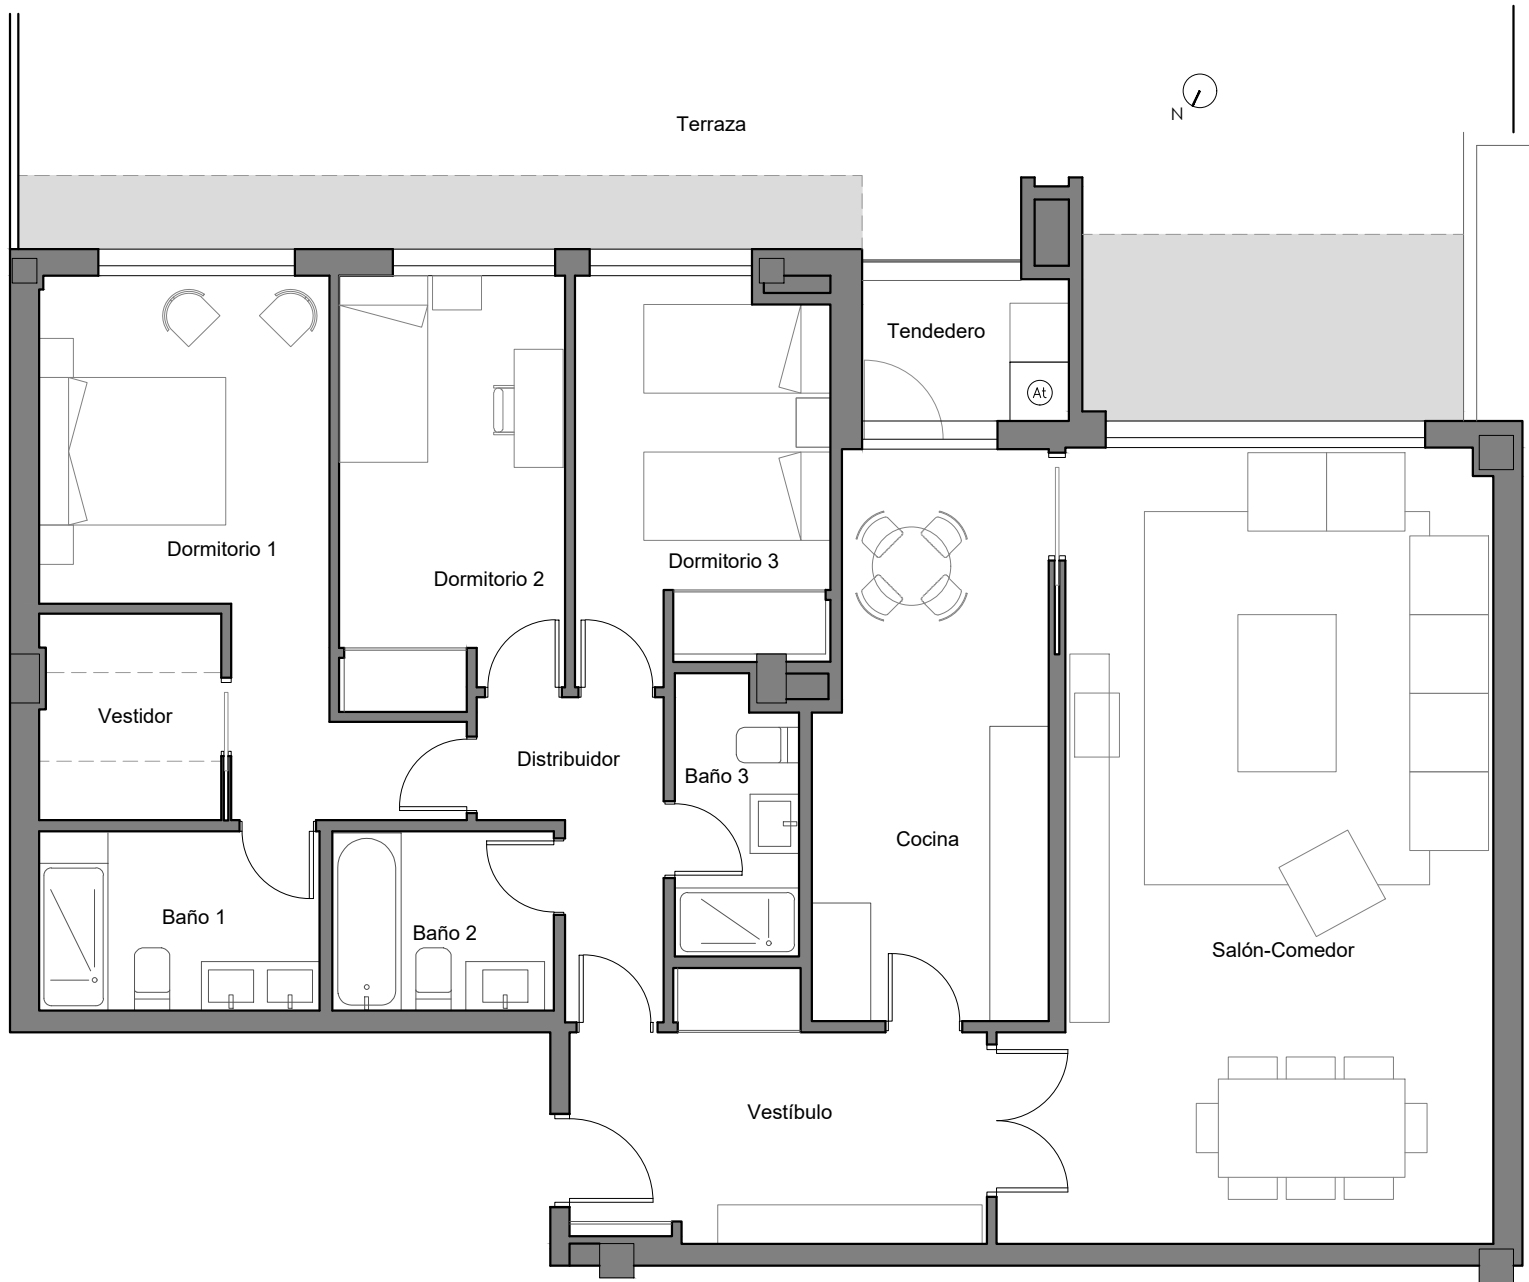 Terraza
N
Tendedero
At
Dormitorio 1
Dormitorio 2
Dormitorio 3
Vestidor
Distribuidor
Baño 3
Cocina
Baño 1
Baño 2
Salón-Comedor
Vestíbulo